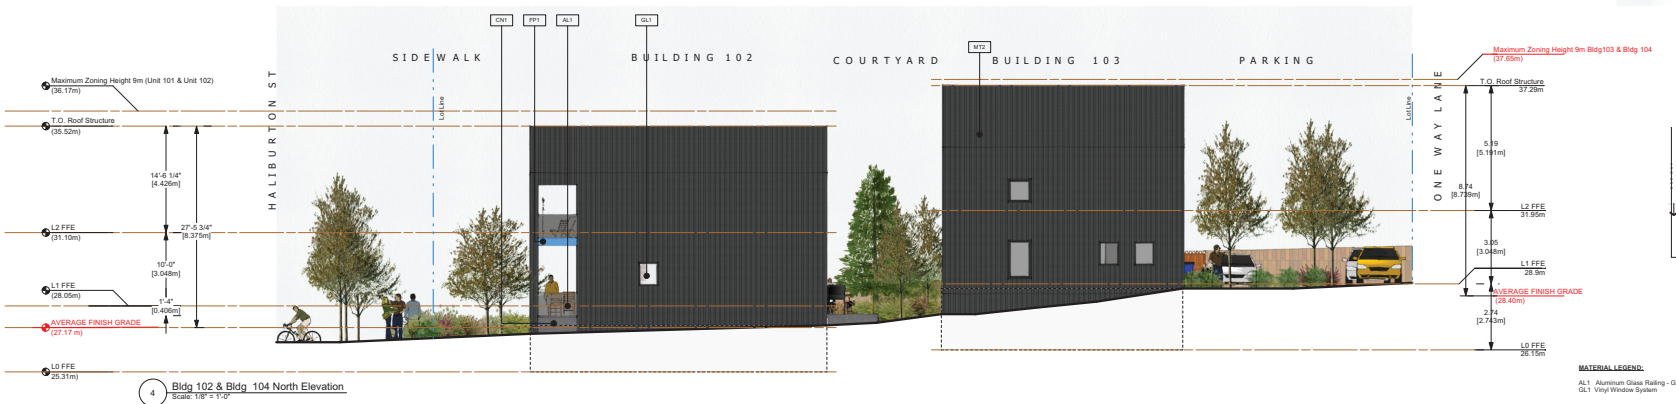 CN1
FP1
AL1
GL1
MT2
SIDEWALK
BUILDING 102
COURTYARD
BUILDING 103
PARKING
HALIBURTON ST
Lot Line
Lot Line
ONE WAY LANE
Maximum Zoning Height 9m (Unit 101 & Unit 102)
(36.17m)
T.O. Roof Structure
(35.52m)
14'-6 1/4"
[4.426m]
27'-5 3/4"
[8.375m]
L2 FFE
(31.10m)
10'-0"
[3.048m]
L1 FFE
(28.05m)
1'-4"
[0.406m]
AVERAGE FINISH GRADE
(27.17 m)
L0 FFE
25.31m)
Maximum Zoning Height 9m Bldg103 & Bldg 104
(37.65m)
T.O. Roof Structure
37.29m
5.19
[5.191m]
8.74
[8.739m]
L2 FFE
31.95m
3.05
[3.048m]
L1 FFE
28.9m
AVERAGE FINISH GRADE
(28.40m)
2.74
[2.743m]
L0 FFE
26.15m
4
Bldg 102 & Bldg 104 North Elevation
Scale: 1/8" = 1'-0"
MATERIAL LEGEND:
AL1 Aluminum Glass Railing - G
GL1 Vinyl Window System